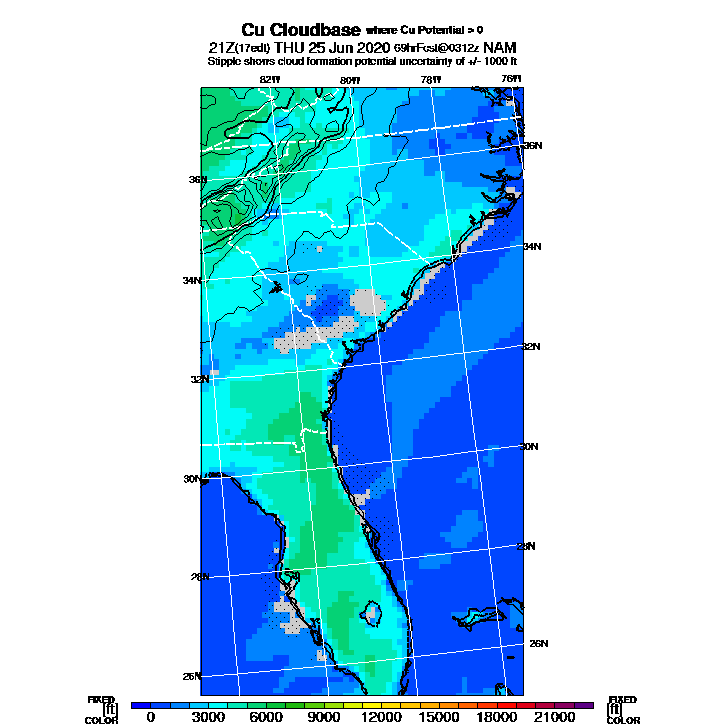 Cu Cloudbase where Cu Potential > 0
21Z(17edt) THU 25 Jun 2020 69hrFcst@0312z NAM
Stipple shows cloud formation potential uncertainty of +/- 1000 ft
82W 80W 78W 76W
36N
36N
34N
34N
32N
32N
30N
30N
28N
28N
26N
26N
FIXED FIXED
[ft] 0 3000 6000 9000 12000 15000 18000 21000 [ft]
COLOR COLOR